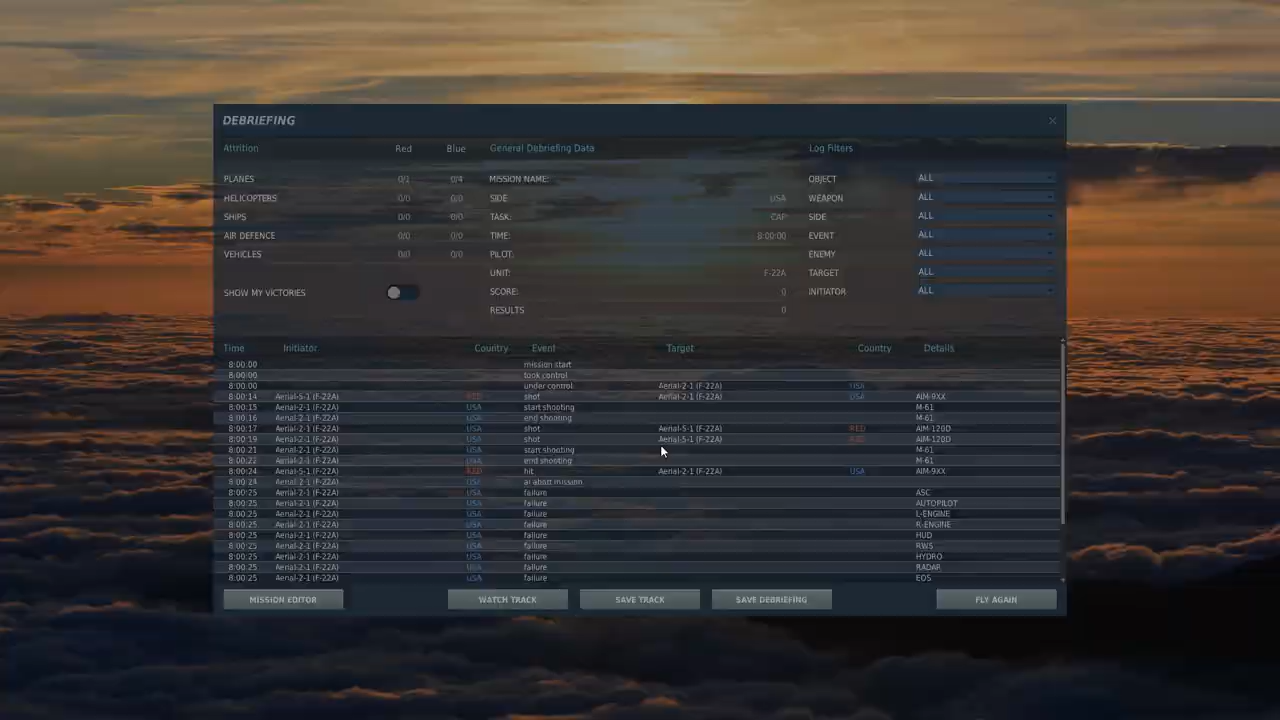 DEBRIEFING
Attrition Red Blue General Debriefing Data Log Filters
PLANES 0/1 0/4 MISSION NAME: OBJECT ALL
HELICOPTERS 0/0 0/0 SIDE USA WEAPON ALL
SHIPS 0/0 0/0 TASK: CAP SIDE ALL
AIR DEFENCE 0/0 0/0 TIME: 8:00:00 EVENT ALL
VEHICLES 0/0 0/0 PILOT: ENEMY ALL
UNIT: F-22A TARGET ALL
SHOW MY VICTORIES SCORE: 0 INITIATOR ALL
RESULTS 0
Time Initiator Country Event Target Country Details
8:00:00 mission start
8:00:00 took control
8:00:00 under control Aerial-2-1 (F-22A) USA
8:00:14 Aerial-5-1 (F-22A) RED shot Aerial-2-1 (F-22A) USA AIM-9XX
8:00:15 Aerial-2-1 (F-22A) USA start shooting M-61
8:00:16 Aerial-2-1 (F-22A) USA end shooting M-61
8:00:17 Aerial-2-1 (F-22A) USA shot Aerial-5-1 (F-22A) RED AIM-120D
8:00:19 Aerial-2-1 (F-22A) USA shot Aerial-5-1 (F-22A) RED AIM-120D
8:00:21 Aerial-2-1 (F-22A) USA start shooting M-61
8:00:22 Aerial-2-1 (F-22A) USA end shooting M-61
8:00:24 Aerial-5-1 (F-22A) RED hit Aerial-2-1 (F-22A) USA AIM-9XX
8:00:24 Aerial-2-1 (F-22A) USA ai abort mission
8:00:25 Aerial-2-1 (F-22A) USA failure ASC
8:00:25 Aerial-2-1 (F-22A) USA failure AUTOPILOT
8:00:25 Aerial-2-1 (F-22A) USA failure L-ENGINE
8:00:25 Aerial-2-1 (F-22A) USA failure R-ENGINE
8:00:25 Aerial-2-1 (F-22A) USA failure HUD
8:00:25 Aerial-2-1 (F-22A) USA failure RWS
8:00:25 Aerial-2-1 (F-22A) USA failure HYDRO
8:00:25 Aerial-2-1 (F-22A) USA failure RADAR
8:00:25 Aerial-2-1 (F-22A) USA failure EOS
MISSION EDITOR WATCH TRACK SAVE TRACK SAVE DEBRIEFING FLY AGAIN